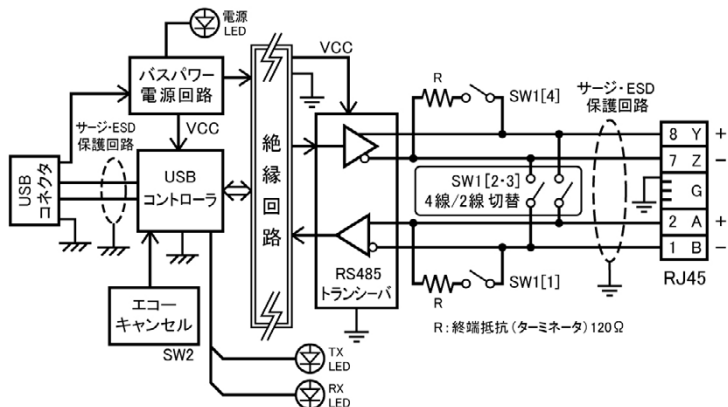 電源
LED
バスパワー
電源回路
VCC
VCC
サージ・ESD
保護回路
USB
コネクタ
USB
コントローラ
エコー
キャンセル
SW2
TX
LED
RX
LED
絶縁回路
RS485
トランシーバ
R
SW1[4]
SW1[2・3]
4線/2線 切替
R
SW1[1]
サージ・ESD
保護回路
8 Y +
7 Z −
G
2 A +
1 B −
RJ45
R:終端抵抗(ターミネータ)120Ω